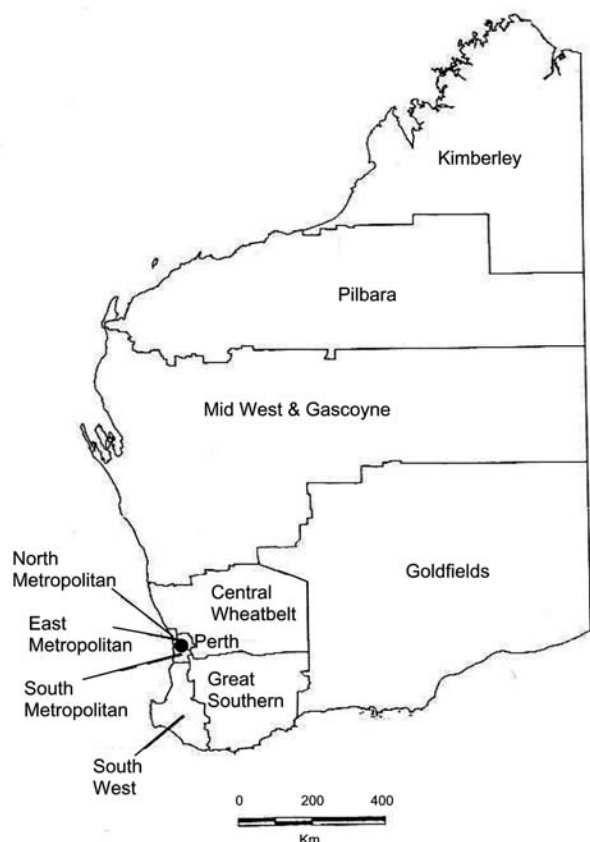 Kimberley
Pilbara
Mid West & Gascoyne
Goldfields
North
Metropolitan
Central
Wheatbelt
East
Metropolitan
Perth
South
Metropolitan
Great
Southern
South
West
0 200 400
Km